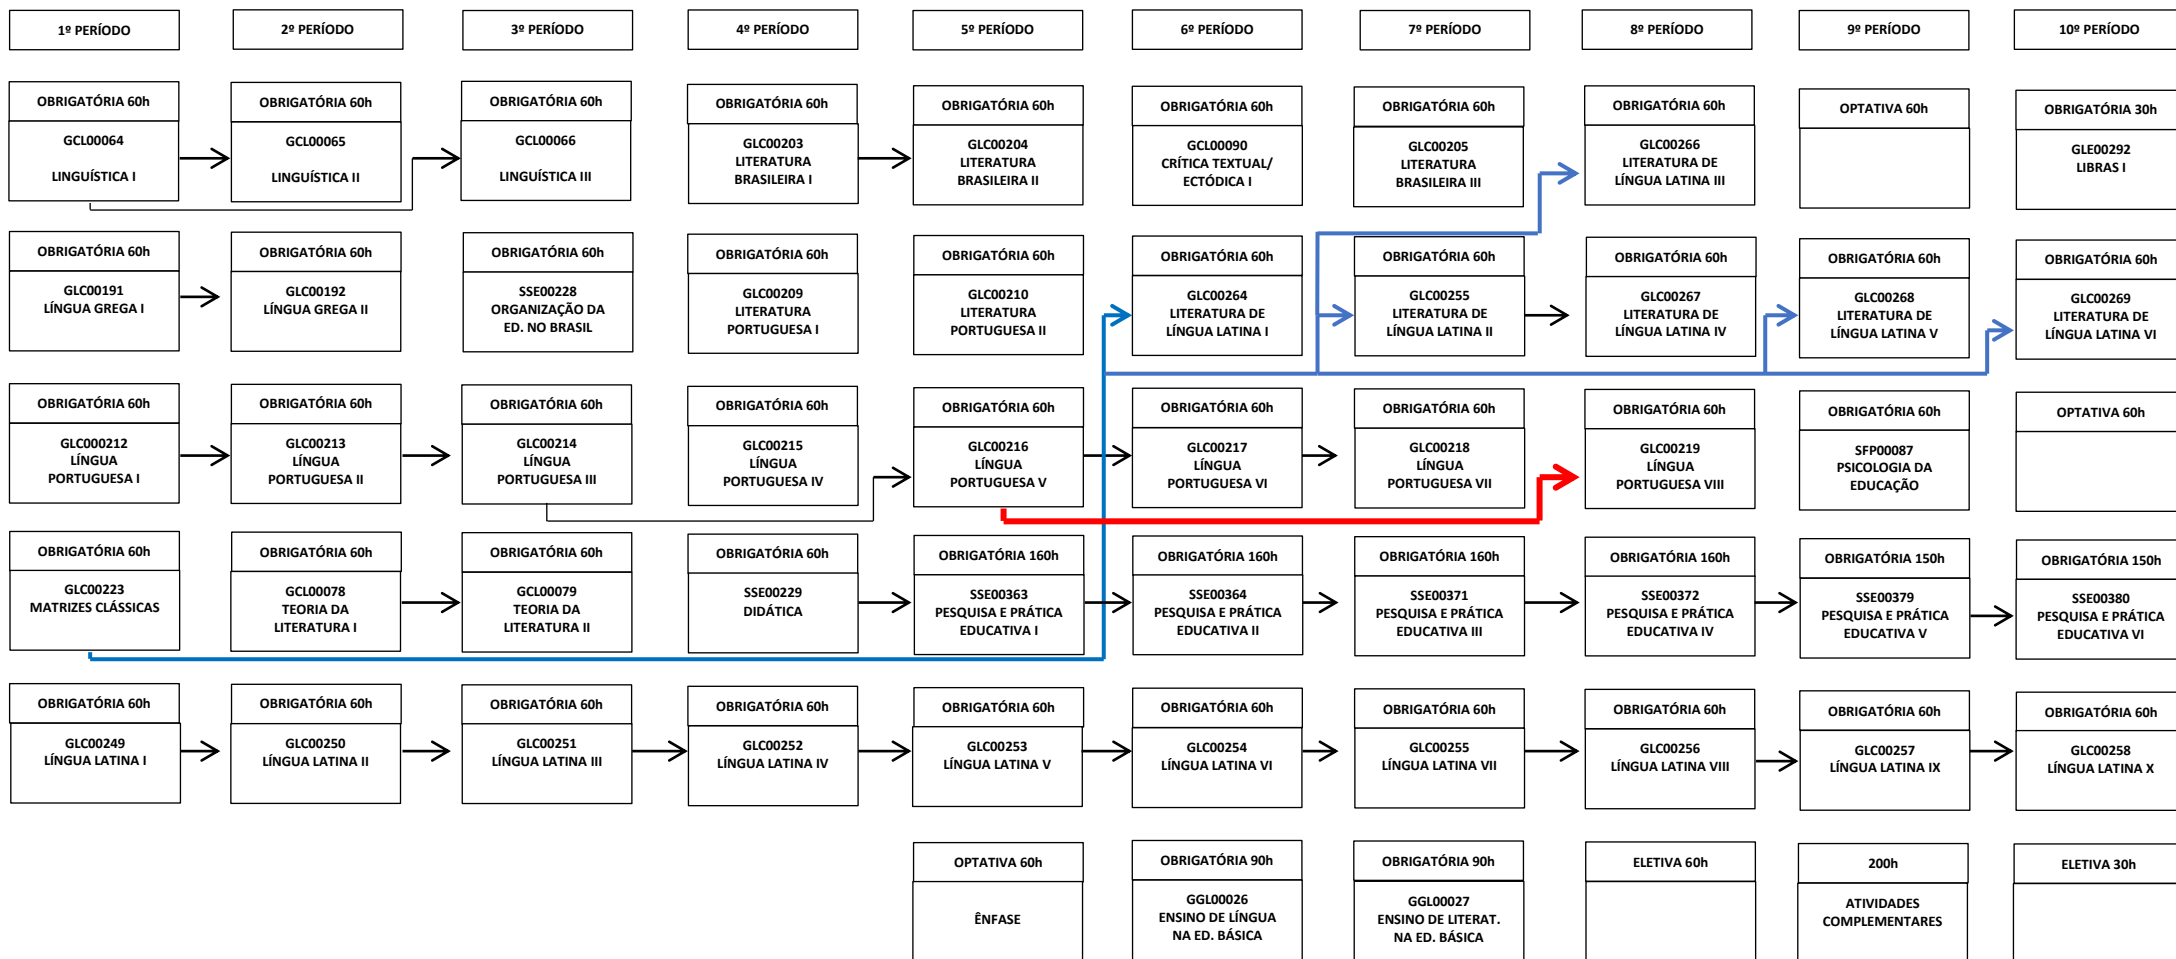 1º PERÍODO
2º PERÍODO
3º PERÍODO
4º PERÍODO
5º PERÍODO
6º PERÍODO
7º PERÍODO
8º PERÍODO
9º PERÍODO
10º PERÍODO
OBRIGATÓRIA 60h
GCL00064
LINGUÍSTICA I
OBRIGATÓRIA 60h
GCL00065
LINGUÍSTICA II
OBRIGATÓRIA 60h
GCL00066
LINGUÍSTICA III
OBRIGATÓRIA 60h
GLC00203
LITERATURA
BRASILEIRA I
OBRIGATÓRIA 60h
GLC00204
LITERATURA
BRASILEIRA II
OBRIGATÓRIA 60h
GCL00090
CRÍTICA TEXTUAL/
ECTÓDICA I
OBRIGATÓRIA 60h
GLC00205
LITERATURA
BRASILEIRA III
OBRIGATÓRIA 60h
GLC00266
LITERATURA DE
LÍNGUA LATINA III
OPTATIVA 60h
OBRIGATÓRIA 30h
GLE00292
LIBRAS I
OBRIGATÓRIA 60h
GLC00191
LÍNGUA GREGA I
OBRIGATÓRIA 60h
GLC00192
LÍNGUA GREGA II
OBRIGATÓRIA 60h
SSE00228
ORGANIZAÇÃO DA
ED. NO BRASIL
OBRIGATÓRIA 60h
GLC00209
LITERATURA
PORTUGUESA I
OBRIGATÓRIA 60h
GLC00210
LITERATURA
PORTUGUESA II
OBRIGATÓRIA 60h
GLC00264
LITERATURA DE
LÍNGUA LATINA I
OBRIGATÓRIA 60h
GLC00255
LITERATURA DE
LÍNGUA LATINA II
OBRIGATÓRIA 60h
GLC00267
LITERATURA DE
LÍNGUA LATINA IV
OBRIGATÓRIA 60h
GLC00268
LITERATURA DE
LÍNGUA LATINA V
OBRIGATÓRIA 60h
GLC00269
LITERATURA DE
LÍNGUA LATINA VI
OBRIGATÓRIA 60h
GLC000212
LÍNGUA
PORTUGUESA I
OBRIGATÓRIA 60h
GLC00213
LÍNGUA
PORTUGUESA II
OBRIGATÓRIA 60h
GLC00214
LÍNGUA
PORTUGUESA III
OBRIGATÓRIA 60h
GLC00215
LÍNGUA
PORTUGUESA IV
OBRIGATÓRIA 60h
GLC00216
LÍNGUA
PORTUGUESA V
OBRIGATÓRIA 60h
GLC00217
LÍNGUA
PORTUGUESA VI
OBRIGATÓRIA 60h
GLC00218
LÍNGUA
PORTUGUESA VII
OBRIGATÓRIA 60h
GLC00219
LÍNGUA
PORTUGUESA VIII
OBRIGATÓRIA 60h
SFP00087
PSICOLOGIA DA
EDUCAÇÃO
OPTATIVA 60h
OBRIGATÓRIA 60h
GLC00223
MATRIZES CLÁSSICAS
OBRIGATÓRIA 60h
GCL00078
TEORIA DA
LITERATURA I
OBRIGATÓRIA 60h
GCL00079
TEORIA DA
LITERATURA II
OBRIGATÓRIA 60h
SSE00229
DIDÁTICA
OBRIGATÓRIA 160h
SSE00363
PESQUISA E PRÁTICA
EDUCATIVA I
OBRIGATÓRIA 160h
SSE00364
PESQUISA E PRÁTICA
EDUCATIVA II
OBRIGATÓRIA 160h
SSE00371
PESQUISA E PRÁTICA
EDUCATIVA III
OBRIGATÓRIA 160h
SSE00372
PESQUISA E PRÁTICA
EDUCATIVA IV
OBRIGATÓRIA 150h
SSE00379
PESQUISA E PRÁTICA
EDUCATIVA V
OBRIGATÓRIA 150h
SSE00380
PESQUISA E PRÁTICA
EDUCATIVA VI
OBRIGATÓRIA 60h
GLC00249
LÍNGUA LATINA I
OBRIGATÓRIA 60h
GLC00250
LÍNGUA LATINA II
OBRIGATÓRIA 60h
GLC00251
LÍNGUA LATINA III
OBRIGATÓRIA 60h
GLC00252
LÍNGUA LATINA IV
OBRIGATÓRIA 60h
GLC00253
LÍNGUA LATINA V
OBRIGATÓRIA 60h
GLC00254
LÍNGUA LATINA VI
OBRIGATÓRIA 60h
GLC00255
LÍNGUA LATINA VII
OBRIGATÓRIA 60h
GLC00256
LÍNGUA LATINA VIII
OBRIGATÓRIA 60h
GLC00257
LÍNGUA LATINA IX
OBRIGATÓRIA 60h
GLC00258
LÍNGUA LATINA X
OPTATIVA 60h
ÊNFASE
OBRIGATÓRIA 90h
GGL00026
ENSINO DE LÍNGUA
NA ED. BÁSICA
OBRIGATÓRIA 90h
GGL00027
ENSINO DE LITERAT.
NA ED. BÁSICA
ELETIVA 60h
200h
ATIVIDADES
COMPLEMENTARES
ELETIVA 30h